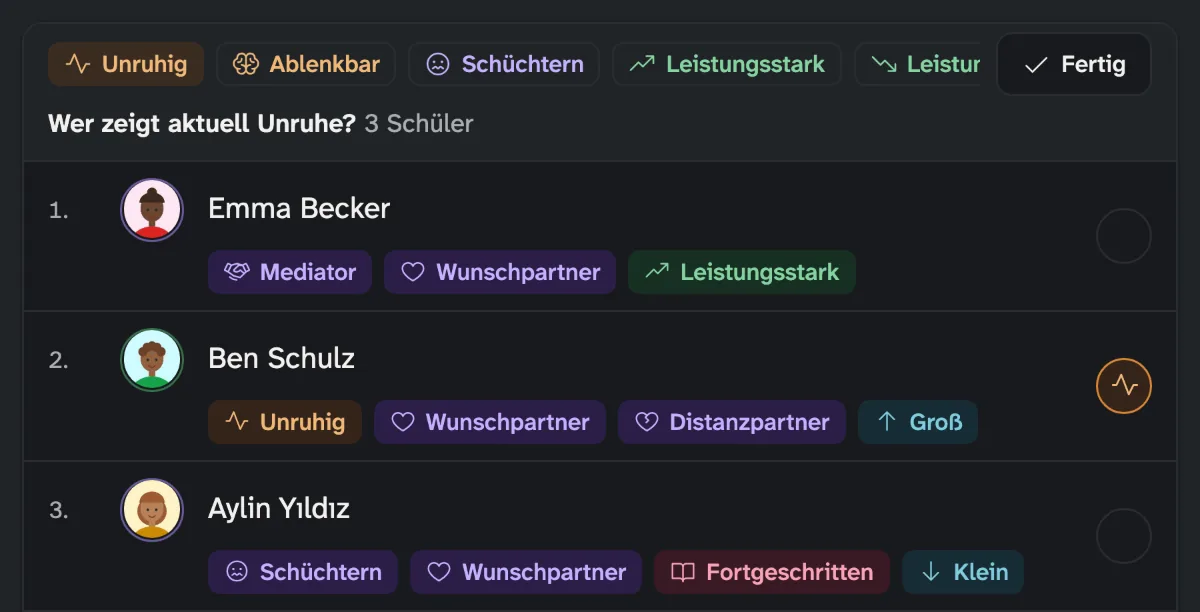 Unruhig Ablenkbar Schüchtern Leistungsstark Leistur Fertig
Wer zeigt aktuell Unruhe? 3 Schüler
1. Emma Becker
Mediator Wunschpartner Leistungsstark
2. Ben Schulz
Unruhig Wunschpartner Distanzpartner Groß
3. Aylin Yıldız
Schüchtern Wunschpartner Fortgeschritten Klein